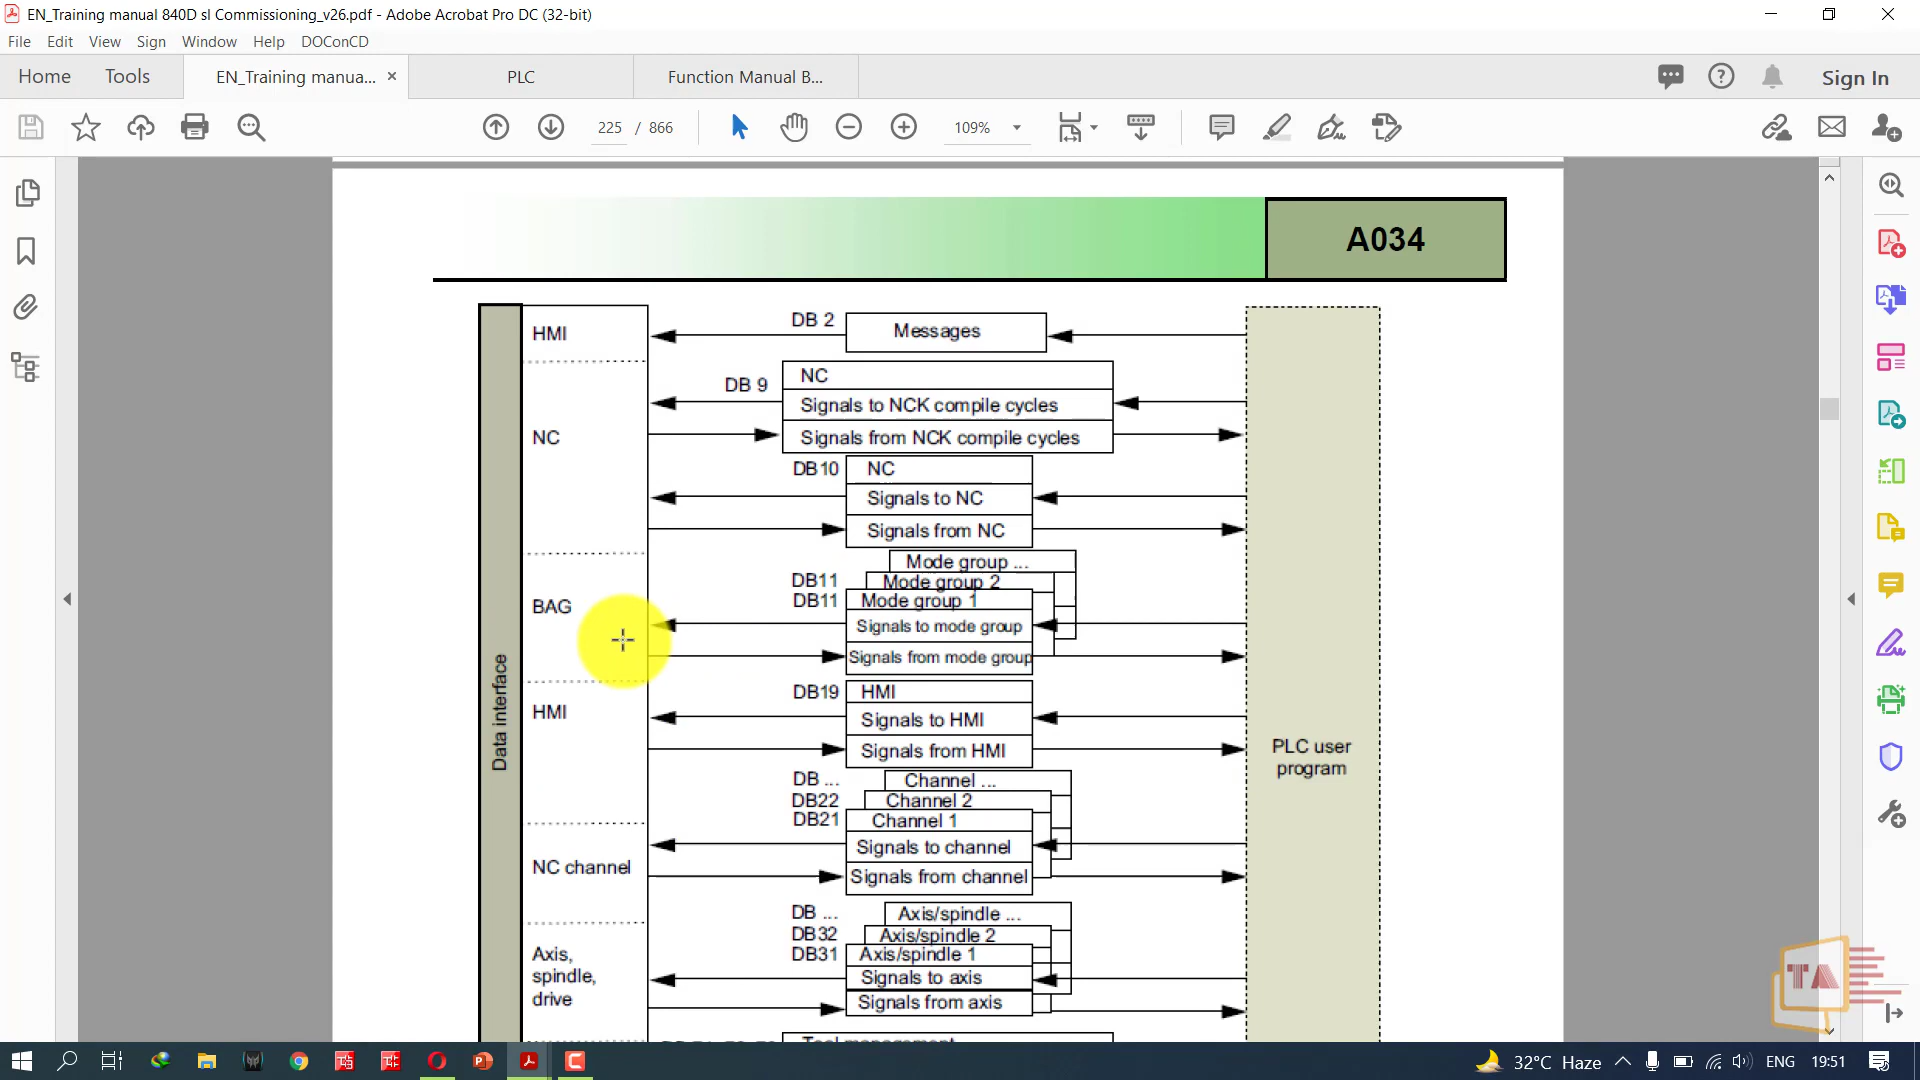 EN_Training manual 840D sl Commissioning_v26.pdf - Adobe Acrobat Pro DC (32-bit)
File Edit View Sign Window Help DOConCD
Home Tools EN_Training manua... × PLC Function Manual B... Sign In
225 / 866 109%
A034
HMI DB 2 Messages
NC
DB 9
Signals to NCK compile cycles
NC Signals from NCK compile cycles
DB10 NC
Signals to NC
Signals from NC
Mode group ...
DB11 Mode group 2
DB11 Mode group 1
BAG
Signals to mode group
Signals from mode group
Data interface
DB19 HMI
HMI Signals to HMI
Signals from HMI
PLC user
program
DB ... Channel ...
DB22 Channel 2
DB21 Channel 1
Signals to channel
NC channel
Signals from channel
DB ... Axis/spindle ...
DB32 Axis/spindle 2
DB31 Axis/spindle 1
Axis,
spindle,
drive
Signals to axis
Signals from axis
Tool management
TA
32°C Haze ENG 19:51